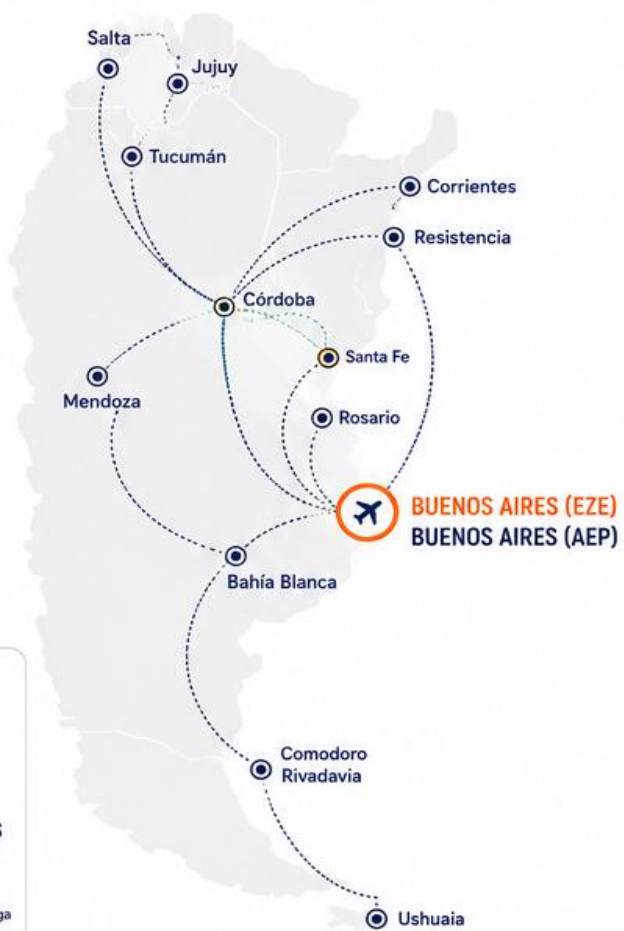 Salta
Jujuy
Tucumán
Corrientes
Resistencia
Córdoba
Santa Fe
Mendoza
Rosario
BUENOS AIRES (EZE)
BUENOS AIRES (AEP)
Bahía Blanca
Comodoro
Rivadavia
Ushuaia